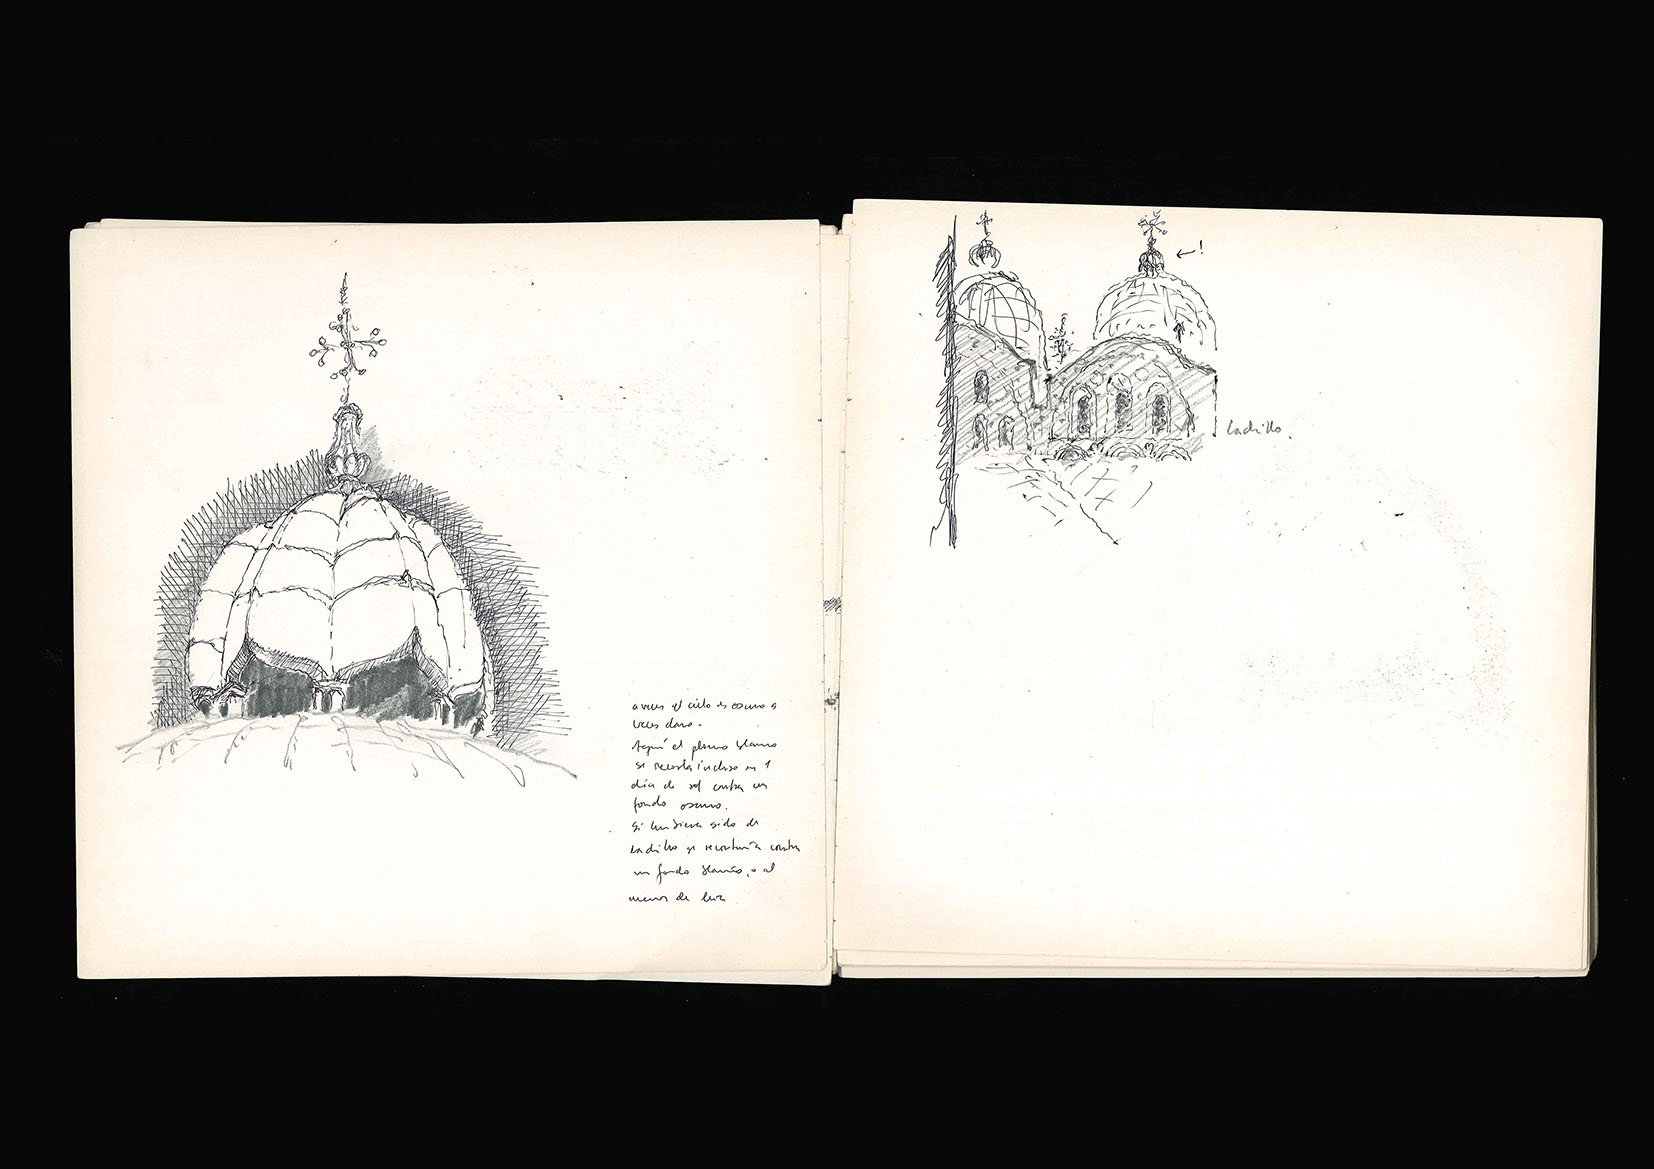 a veces el cielo es oscuro a
veces claro.
Aquí el plano blanco
se recorta incluso en 1
día de sol contra un
fondo oscuro.
Si hubiera sido de
ladrillo se recortaría contra
un fondo blanco, o al
menos de luz
!
Ladrillo.